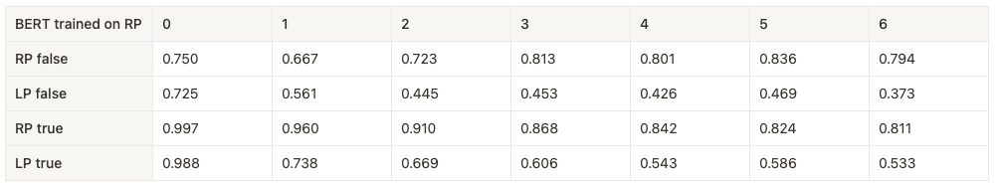 BERT trained on RP 0 1 2 3 4 5 6
RP false 0.750 0.667 0.723 0.813 0.801 0.836 0.794
LP false 0.725 0.561 0.445 0.453 0.426 0.469 0.373
RP true 0.997 0.960 0.910 0.868 0.842 0.824 0.811
LP true 0.988 0.738 0.669 0.606 0.543 0.586 0.533